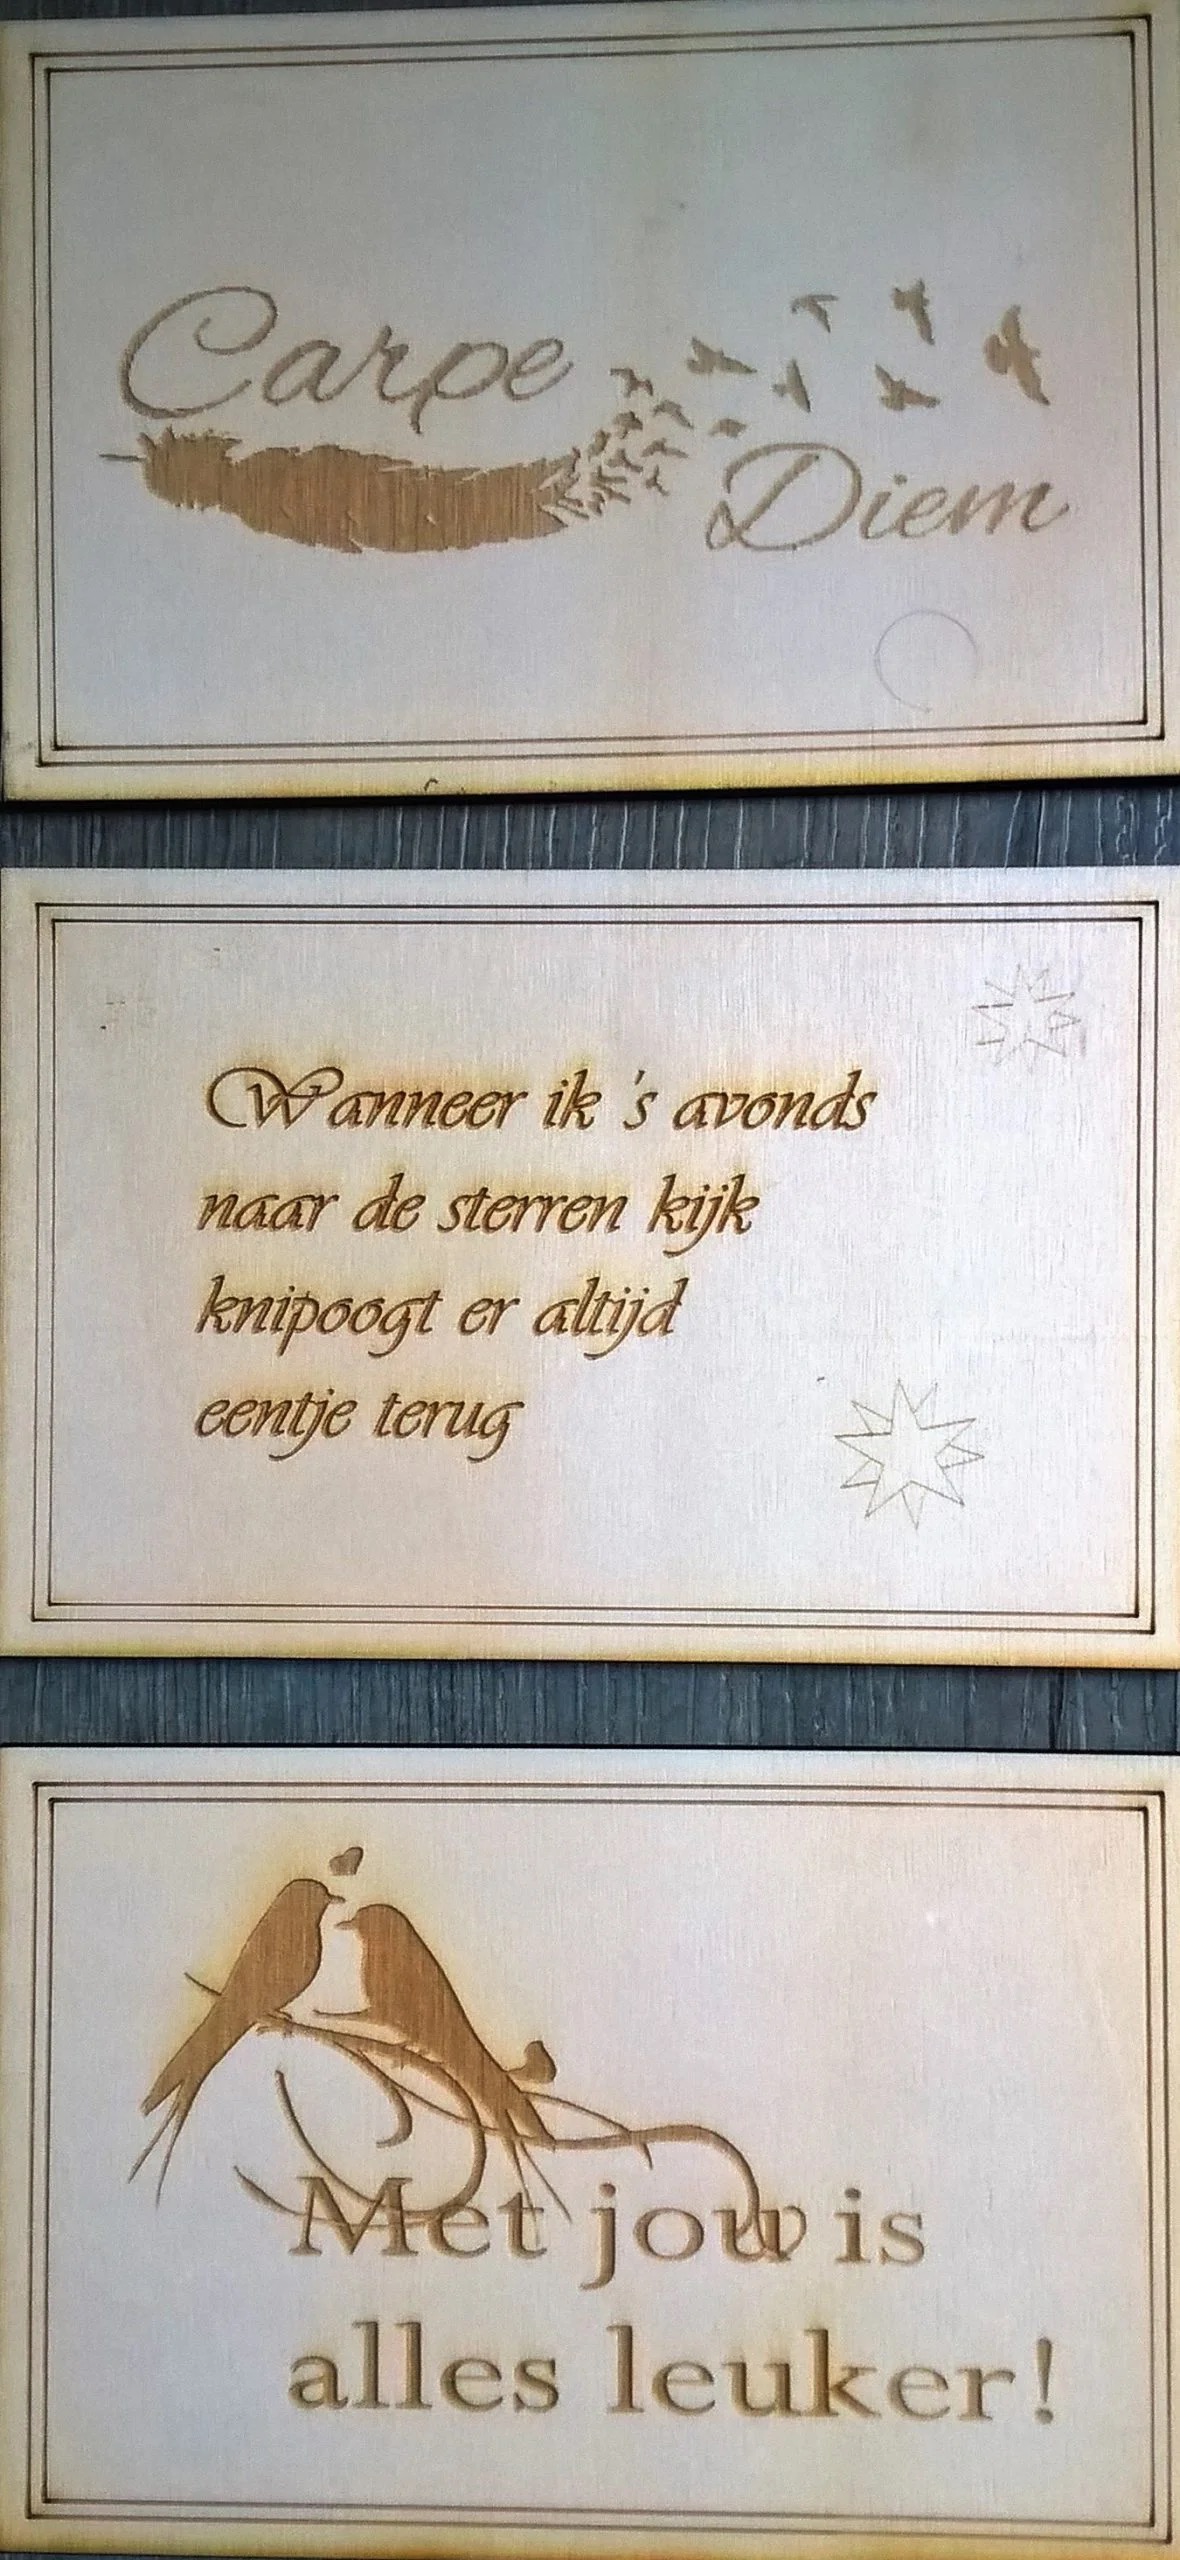 Carpe
Diem
Wanneer ik 's avonds
naar de sterren kijk
knipoogt er altijd
eentje terug
Met jou is
alles leuker!